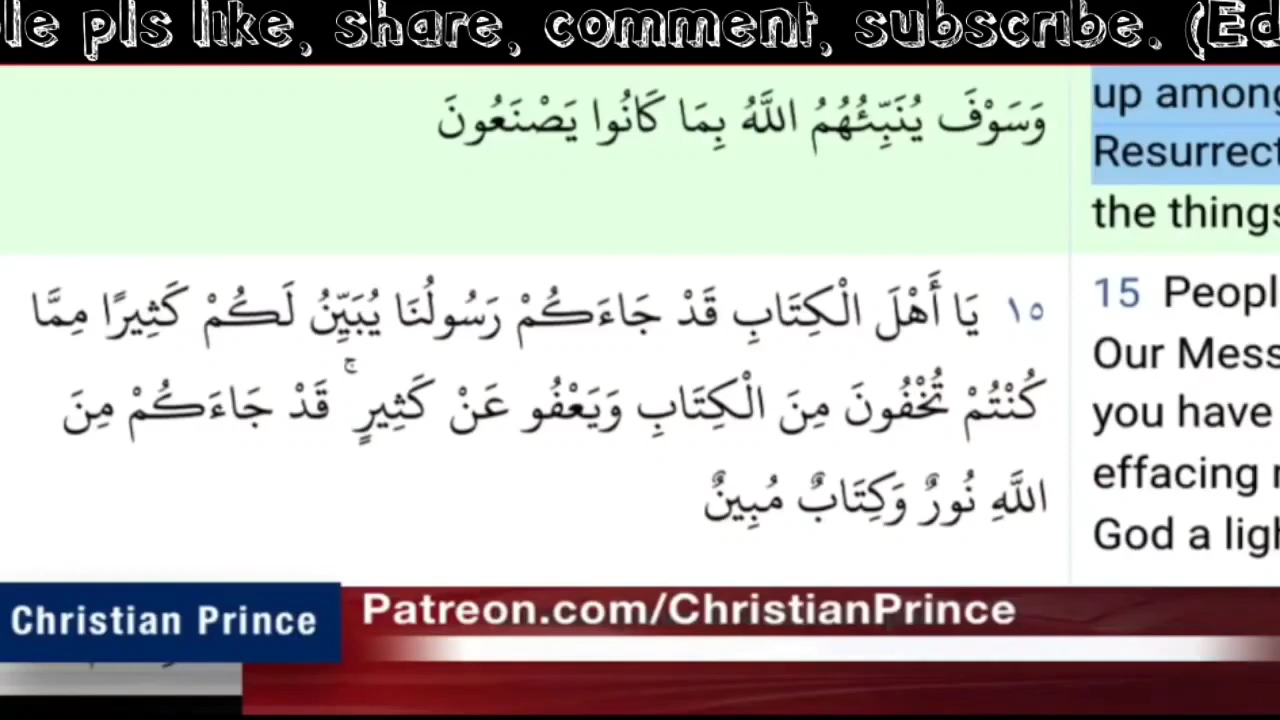 le pls like, share, comment, subscribe. (Ed
وَسَوْفَ يُنَبِّئُهُمُ اللَّهُ بِمَا كَانُوا يَصْنَعُونَ
up among
Resurrect
the things
١٥ يَا أَهْلَ الْكِتَابِ قَدْ جَاءَكُمْ رَسُولُنَا يُبَيِّنُ لَكُمْ كَثِيرًا مِمَّا
كُنْتُمْ تُخْفُونَ مِنَ الْكِتَابِ وَيَعْفُو عَنْ كَثِيرٍ ۚ قَدْ جَاءَكُمْ مِنَ
اللَّهِ نُورٌ وَكِتَابٌ مُبِينٌ
15 Peopl
Our Mess
you have
effacing
God a ligh
Christian Prince
Patreon.com/ChristianPrince